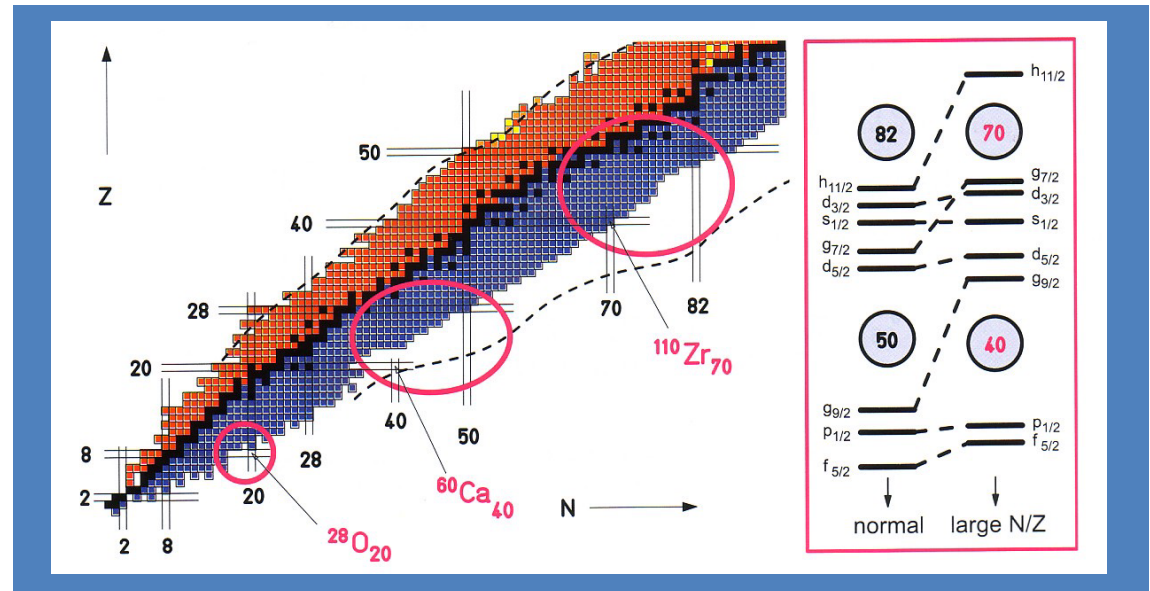 Z
50
40
28
20
8
2
2
8
20
28
40
50
70
82
N
28O20
60Ca40
110Zr70
h11/2
82
70
h11/2
d3/2
s1/2
g7/2
d5/2
g7/2
d3/2
s1/2
d5/2
g9/2
50
40
g9/2
p1/2
f5/2
p1/2
f5/2
normal
large N/Z